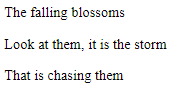 The falling blossoms
Look at them, it is the storm
That is chasing them